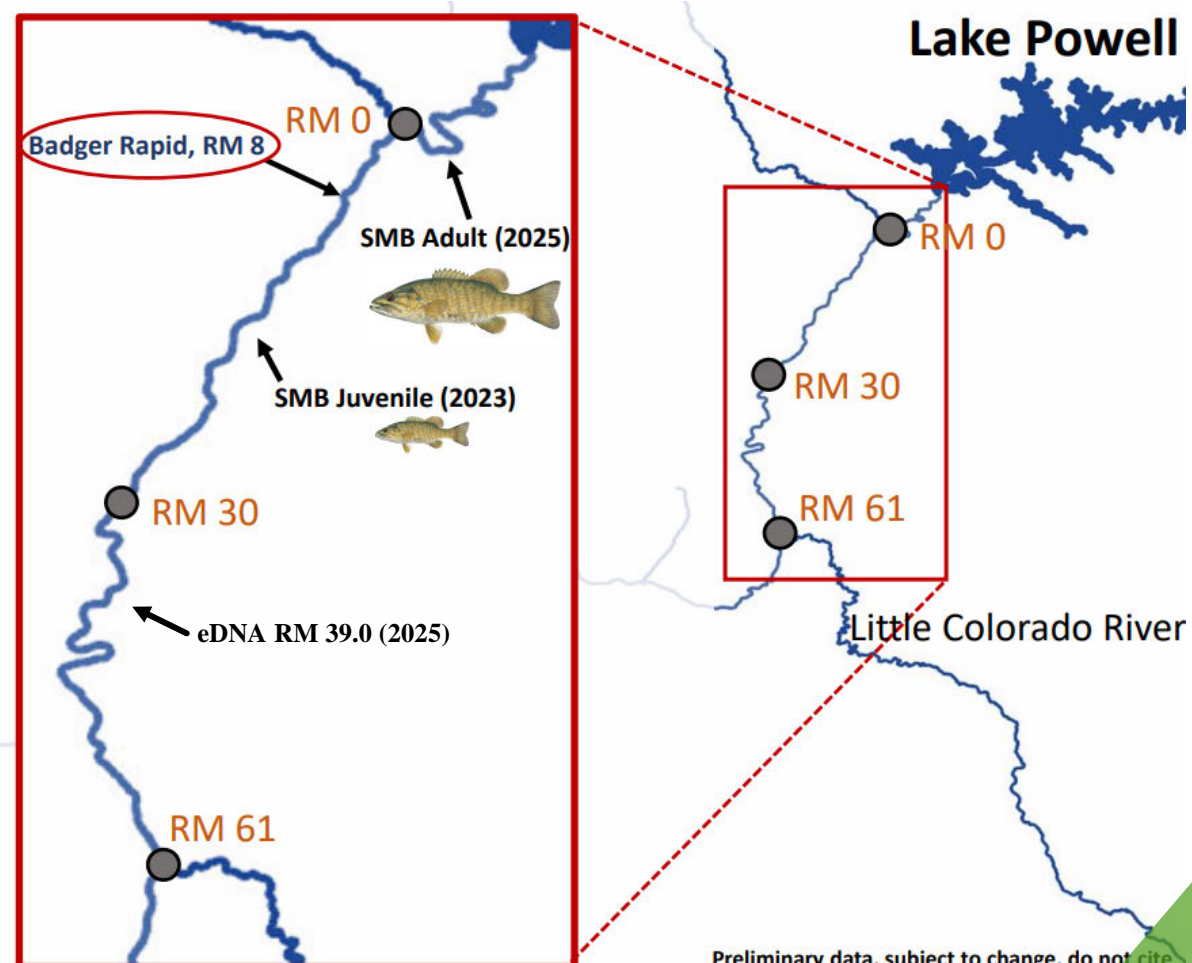 Lake Powell
RM 0
Badger Rapid, RM 8
SMB Adult (2025)
RM 0
SMB Juvenile (2023)
RM 30
RM 30
RM 61
eDNA RM 39.0 (2025)
Little Colorado River
RM 61
Preliminary data, subject to change, do not cite